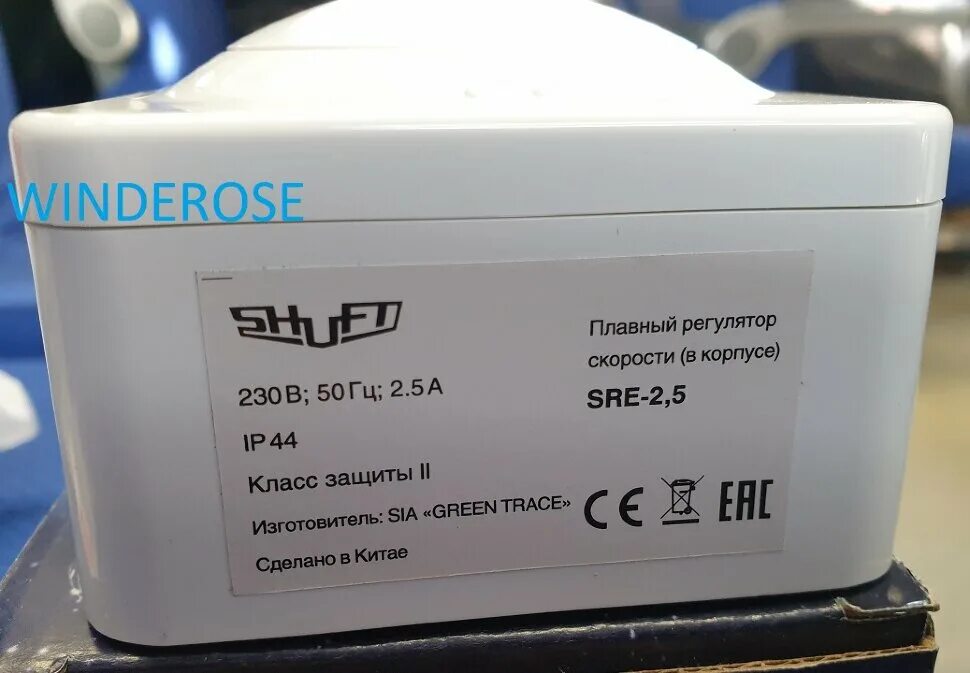 WINDEROSE
SHUFT
230 В; 50 Гц; 2.5 А
IP 44
Класс защиты II
Изготовитель: SIA «GREEN TRACE»
Сделано в Китае
Плавный регулятор
скорости (в корпусе)
SRE-2,5
CE
EAC